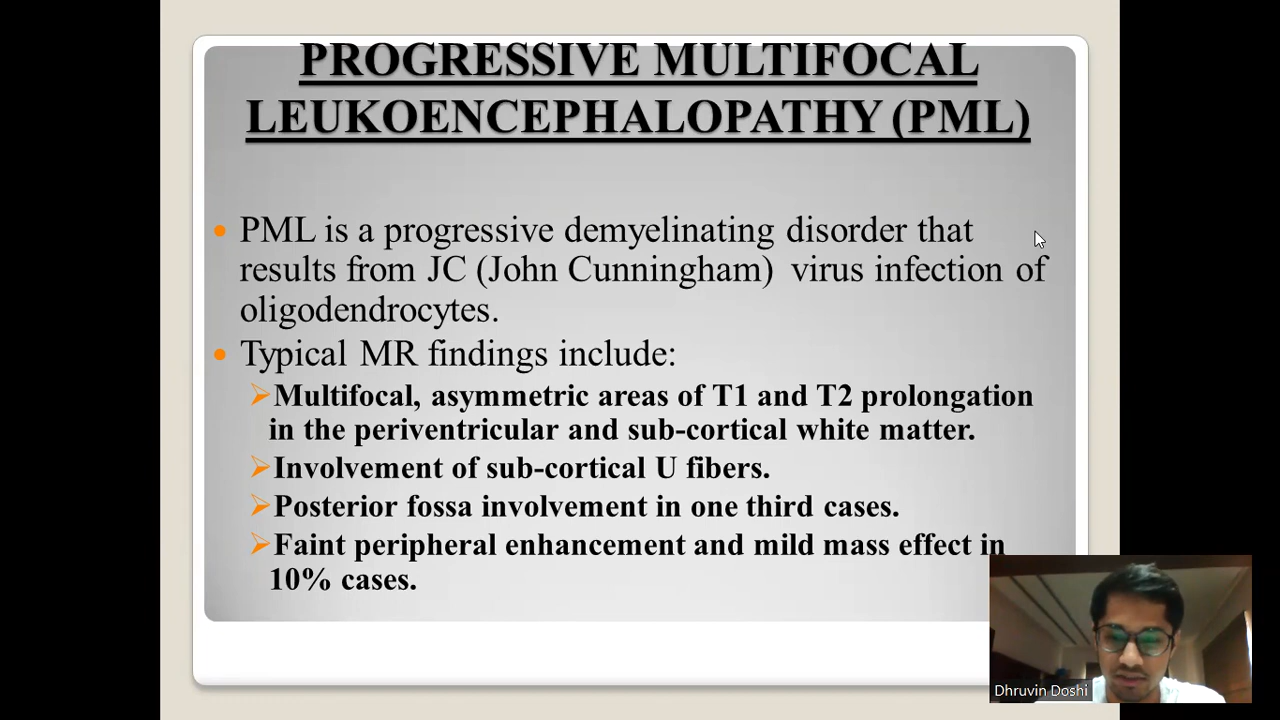 PROGRESSIVE MULTIFOCAL
LEUKOENCEPHALOPATHY (PML)
• PML is a progressive demyelinating disorder that
results from JC (John Cunningham) virus infection of
oligodendrocytes.
• Typical MR findings include:
➢Multifocal, asymmetric areas of T1 and T2 prolongation
in the periventricular and sub-cortical white matter.
➢Involvement of sub-cortical U fibers.
➢Posterior fossa involvement in one third cases.
➢Faint peripheral enhancement and mild mass effect in
10% cases.
Dhruvin Doshi